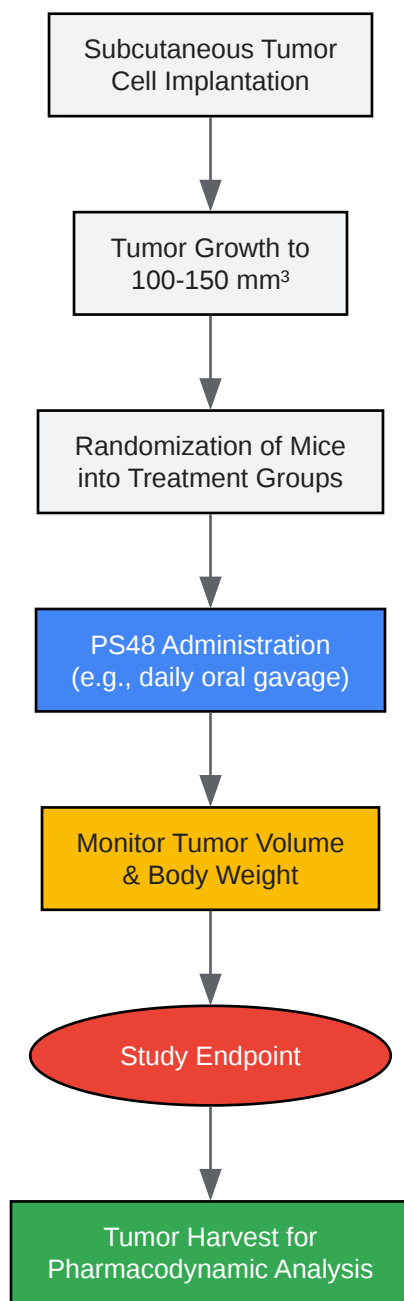 Subcutaneous Tumor
Cell Implantation
Tumor Growth to
100-150 mm³
Randomization of Mice
into Treatment Groups
PS48 Administration
(e.g., daily oral gavage)
Monitor Tumor Volume
& Body Weight
Study Endpoint
Tumor Harvest for
Pharmacodynamic Analysis